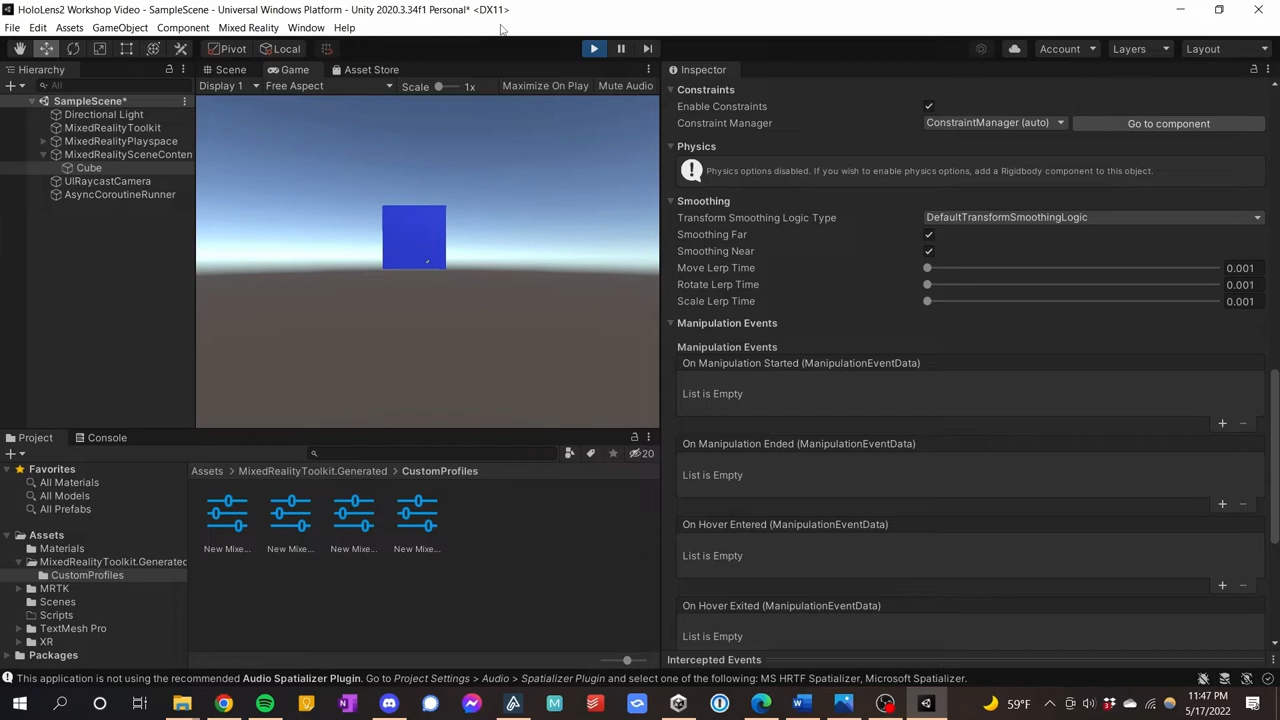 HoloLens2 Workshop Video - SampleScene - Universal Windows Platform - Unity 2020.3.34f1 Personal* <DX11>
File Edit Assets GameObject Component Mixed Reality Window Help
Pivot Local Account Layers Layout
Hierarchy Scene Game Asset Store Inspector
All Display 1 Free Aspect Scale 1x Maximize On Play Mute Audio
SampleScene*
Directional Light
MixedRealityToolkit
MixedRealityPlayspace
MixedRealitySceneConten
Cube
UIRaycastCamera
AsyncCoroutineRunner
Constraints
Enable Constraints
Constraint Manager ConstraintManager (auto) Go to component
Physics
Physics options disabled. If you wish to enable physics options, add a Rigidbody component to this object.
Smoothing
Transform Smoothing Logic Type DefaultTransformSmoothingLogic
Smoothing Far
Smoothing Near
Move Lerp Time 0.001
Rotate Lerp Time 0.001
Scale Lerp Time 0.001
Manipulation Events
Manipulation Events
On Manipulation Started (ManipulationEventData)
List is Empty
On Manipulation Ended (ManipulationEventData)
List is Empty
On Hover Entered (ManipulationEventData)
List is Empty
On Hover Exited (ManipulationEventData)
List is Empty
Intercepted Events
Project Console
20
Favorites
All Materials
All Models
All Prefabs
Assets
Materials
MixedRealityToolkit.Generated
CustomProfiles
MRTK
Scenes
Scripts
TextMesh Pro
XR
Packages
Assets > MixedRealityToolkit.Generated > CustomProfiles
New Mixe... New Mixe... New Mixe... New Mixe...
This application is not using the recommended Audio Spatializer Plugin. Go to Project Settings > Audio > Spatializer Plugin and select one of the following: MS HRTF Spatializer, Microsoft Spatializer.
59°F
11:47 PM
5/17/2022